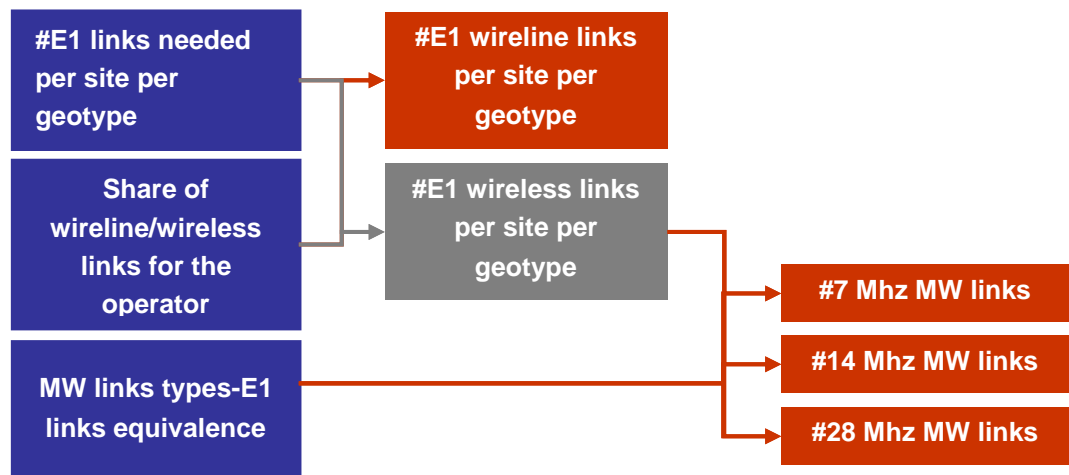 #E1 links needed
per site per
geotype
#E1 wireline links
per site per
geotype
Share of
wireline/wireless
links for the
operator
#E1 wireless links
per site per
geotype
MW links types-E1
links equivalence
#7 Mhz MW links
#14 Mhz MW links
#28 Mhz MW links